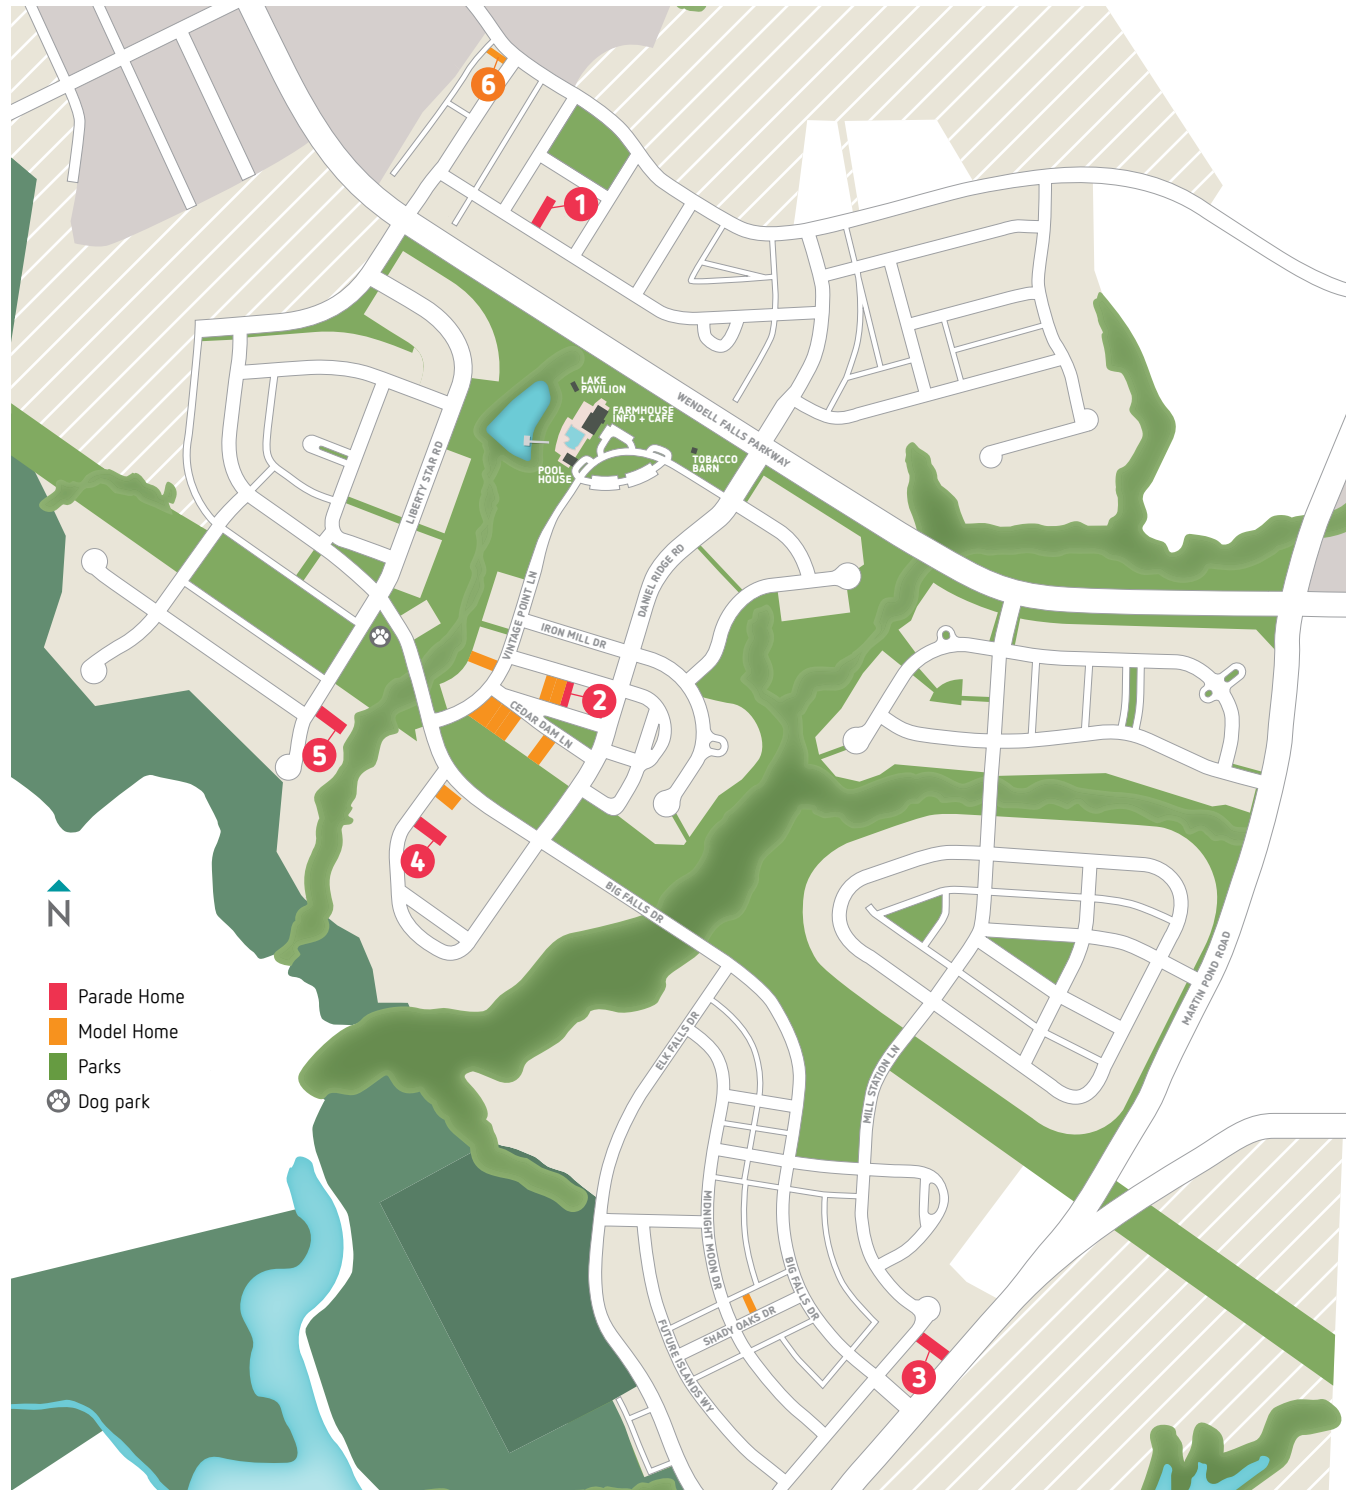 6
1
LAKE
PAVILION
FARMHOUSE
INFO + CAFE
WENDELL FALLS PARKWAY
TOBACCO
BARN
POOL
HOUSE
LIBERTY STAR RD
VINTAGE POINT LN
DANIEL RIDGE RD
IRON MILL DR
2
CEDAR DAM LN
5
4
BIG FALLS DR
N
Parade Home
Model Home
Parks
Dog park
MARTIN POND ROAD
ELK FALLS DR
MILL STATION LN
MIDNIGHT MOON DR
BIG FALLS DR
SHADY OAKS DR
FUTURE ISLANDS WY
3